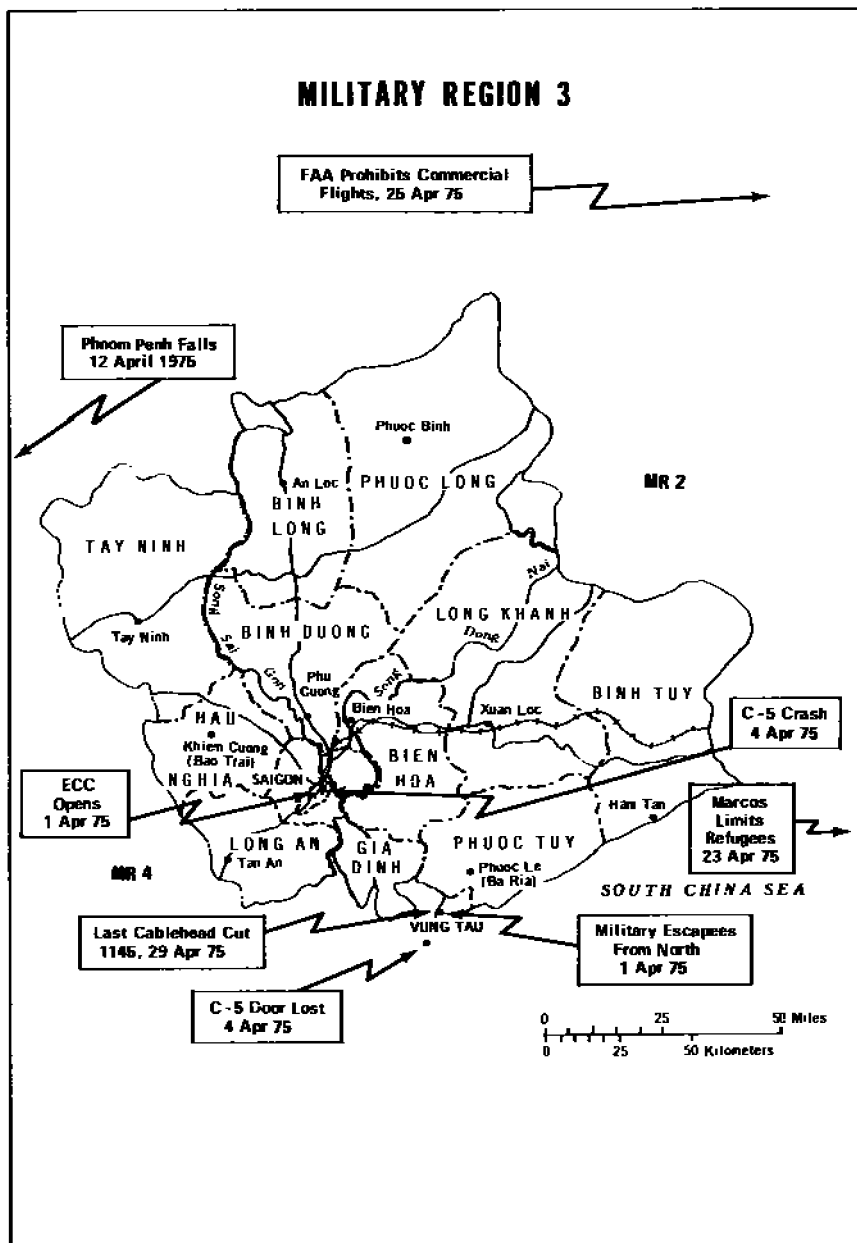 MILITARY REGION 3
FAA Prohibits Commercial
Flights, 25 Apr 75
Phnom Penh Falls
12 April 1975
Phuoc Binh
MR 2
An Loc
PHUOC LONG
BINH
LONG
TAY NINH
Nai
Song
LONG KHANH
Tay Ninh
Sai
BINH DUONG
Dong
Gon
Phu
Cuong
Song
BINH TUY
HAU
Bien Hoa
Xuan Loc
C-5 Crash
4 Apr 75
Khiem Cuong
(Bao Trai)
BIEN
HOA
NGHIA
SAIGON
ECC
Opens
1 Apr 75
Ham Tan
Marcos
Limits
Refugees
23 Apr 75
LONG AN
GIA
DINH
PHUOC TUY
MR 4
Tan An
Phuoc Le
(Ba Ria)
SOUTH CHINA SEA
Last Cablehead Cut
1145, 29 Apr 75
VUNG TAU
Military Escapees
From North
1 Apr 75
C-5 Door Lost
4 Apr 75
0 25 50 Miles
0 25 50 Kilometers